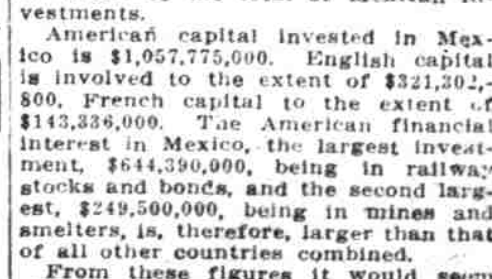 vestments.
American capital invested in Mex-
ico is $1,057,775,000. English capital
is involved to the extent of $321,302,-
800, French capital to the extent of
$143,336,000. The American financial
interest in Mexico, the largest invest-
ment, $644,390,000, being in railway
stocks and bonds, and the second larg-
est, $249,500,000, being in mines and
smelters, is, therefore, larger than that
of all other countries combined.
From these figures it would seem